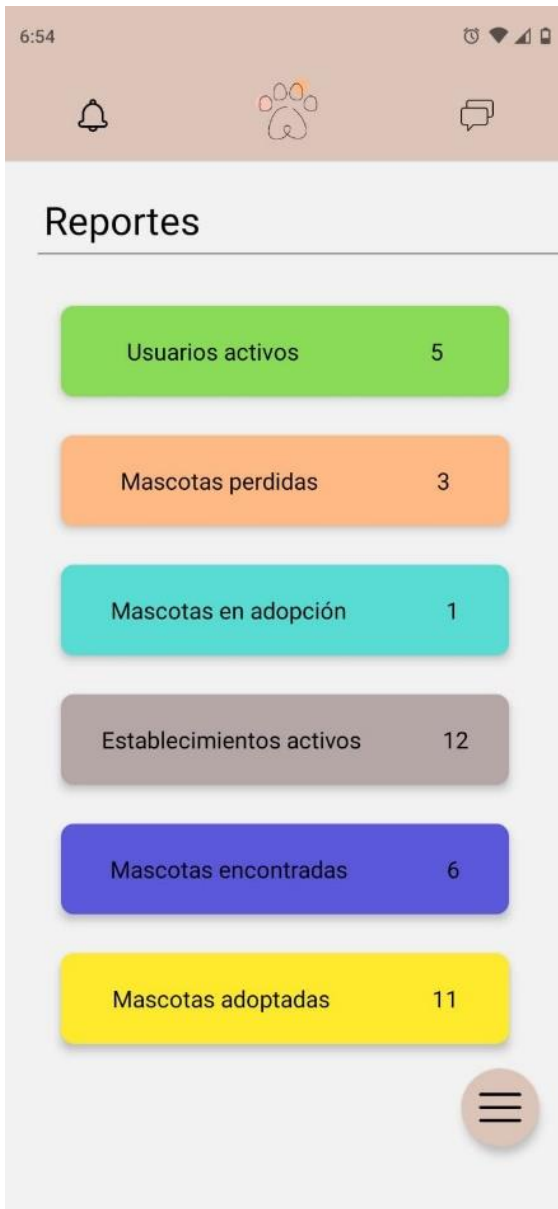 6:54
Reportes
Usuarios activos 5
Mascotas perdidas 3
Mascotas en adopción 1
Establecimientos activos 12
Mascotas encontradas 6
Mascotas adoptadas 11